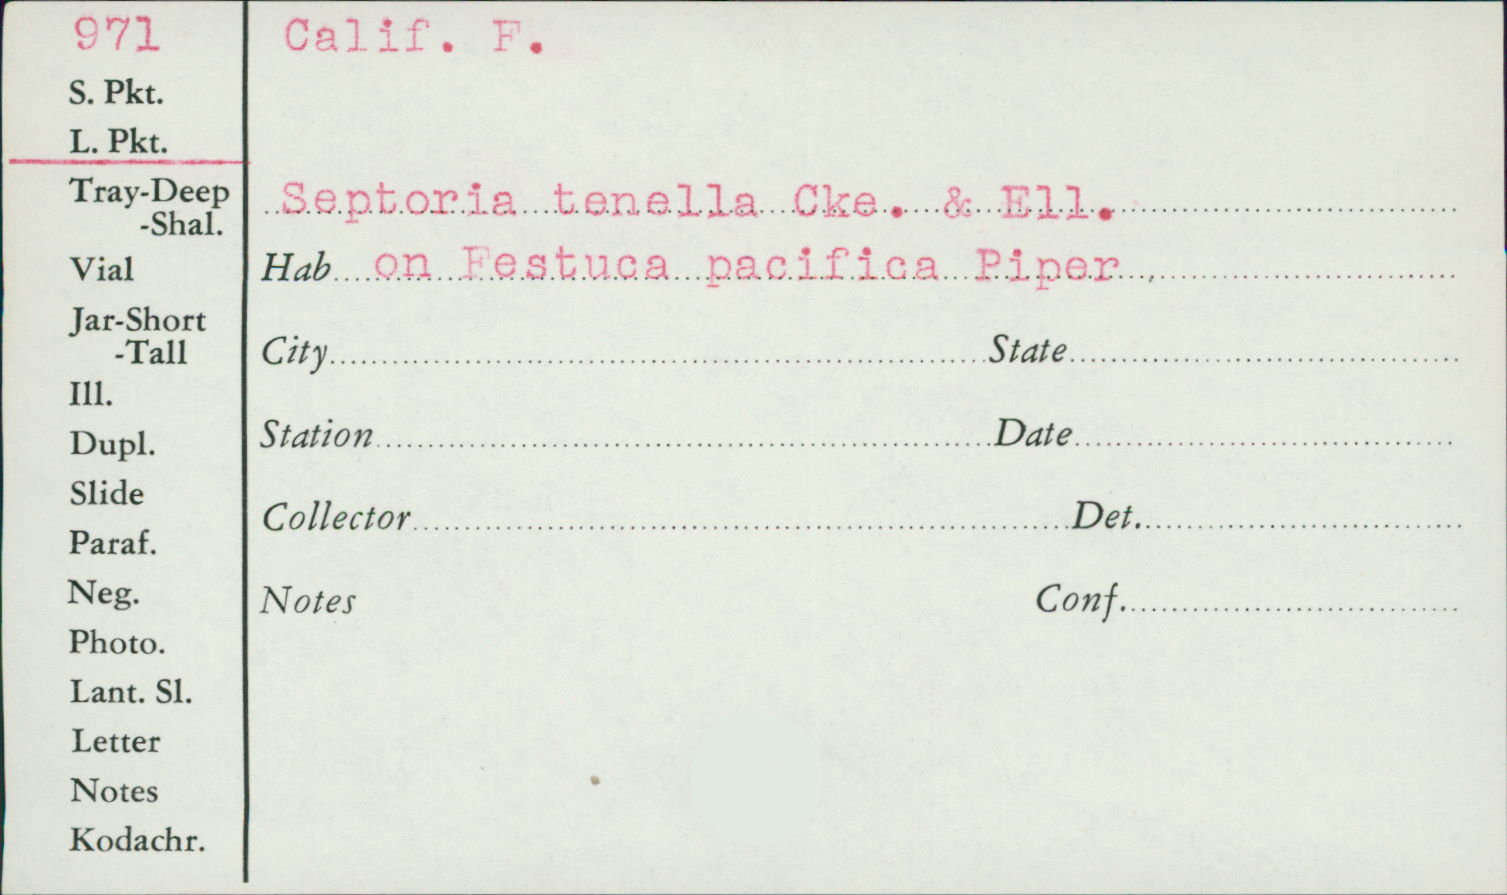 971
Calif. F.
S. Pkt.
L. Pkt.
Tray-Deep
-Shal.
Vial
Jar-Short
-Tall
Ill.
Dupl.
Slide
Paraf.
Neg.
Photo.
Lant. Sl.
Letter
Notes
Kodachr.
Septoria tenella Cke. & Ell.
Hab on Festuca pacifica Piper
City State
Station Date
Collector Det.
Notes Conf.